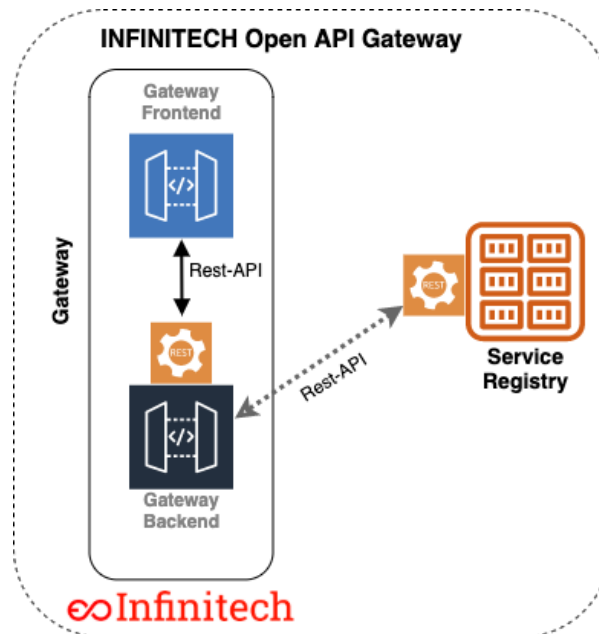 INFINITECH Open API Gateway
Gateway
Frontend
</>
Rest-API
Gateway
REST
REST
Rest-API
Service
Registry
</>
Gateway
Backend
Infinitech